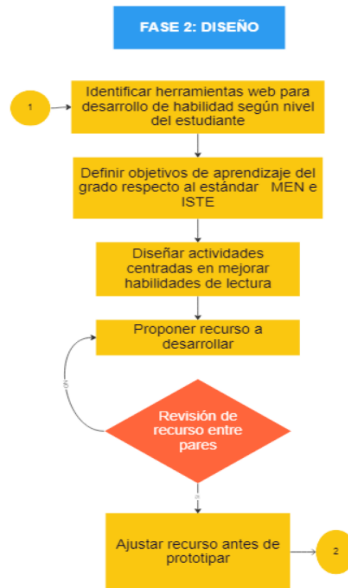 FASE 2: DISEÑO
1
Identificar herramientas web para
desarrollo de habilidad según nivel
del estudiante
Definir objetivos de aprendizaje del
grado respecto al estándar MEN e
ISTE
Diseñar actividades
centradas en mejorar
habilidades de lectura
Proponer recurso a
desarrollar
Revisión de
recurso entre
pares
Ajustar recurso antes de
prototipar
2